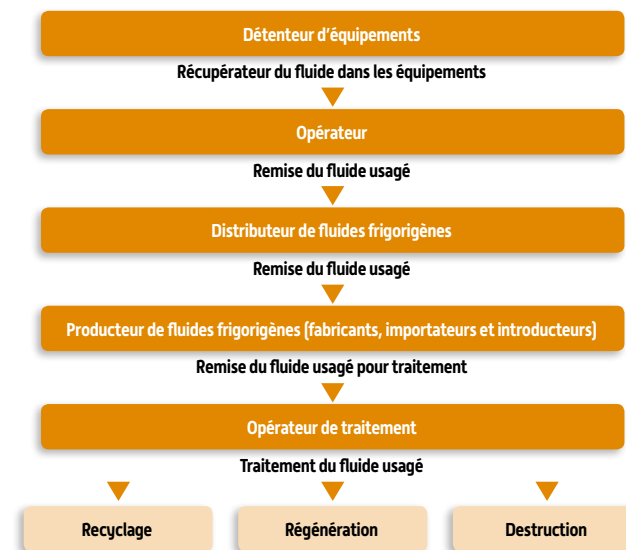 Détenteur d'équipements
Récupérateur du fluide dans les équipements
Opérateur
Remise du fluide usagé
Distributeur de fluides frigorigènes
Remise du fluide usagé
Producteur de fluides frigorigènes (fabricants, importateurs et introducteurs)
Remise du fluide usagé pour traitement
Opérateur de traitement
Traitement du fluide usagé
Recyclage
Régénération
Destruction